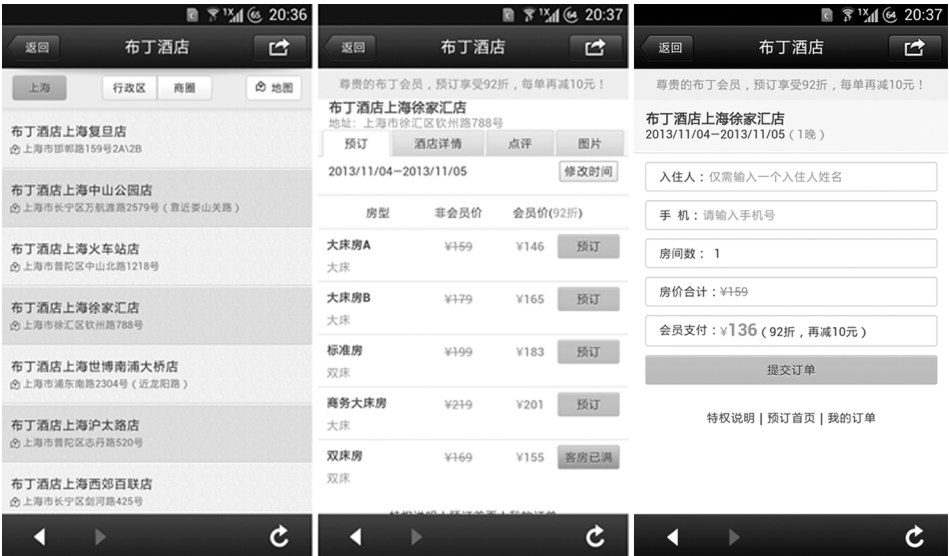 20:36
返回
布丁酒店
上海
行政区
商圈
地图
布丁酒店上海复旦店
上海市邯郸路159号2A\2B
布丁酒店上海中山公园店
上海市长宁区万航渡路2579号（靠近娄山关路）
布丁酒店上海火车站店
上海市普陀区中山北路1218号
布丁酒店上海徐家汇店
上海市徐汇区钦州路788号
布丁酒店上海世博南浦大桥店
上海市浦东南路2304号（近龙阳路）
布丁酒店上海沪太路店
上海市普陀区志丹路520号
布丁酒店上海西郊百联店
上海市长宁区剑河路425号
20:37
返回
布丁酒店
尊贵的布丁会员，预订享受92折，每单再减10元！
布丁酒店上海徐家汇店
地址：上海市徐汇区钦州路788号
预订
酒店详情
点评
图片
2013/11/04—2013/11/05
修改时间
房型 非会员价 会员价(92折)
大床房A ¥159 ¥146 预订
大床
大床房B ¥179 ¥165 预订
大床
标准房 ¥199 ¥183 预订
双床
商务大床房 ¥219 ¥201 预订
大床
双床房 ¥169 ¥155 客房已满
双床
20:37
返回
布丁酒店
尊贵的布丁会员，预订享受92折，每单再减10元！
布丁酒店上海徐家汇店
2013/11/04—2013/11/05（1晚）
入住人：仅需输入一个入住人姓名
手 机：请输入手机号
房间数： 1
房价合计：¥159
会员支付：¥136（92折，再减10元）
提交订单
特权说明 | 预订首页 | 我的订单